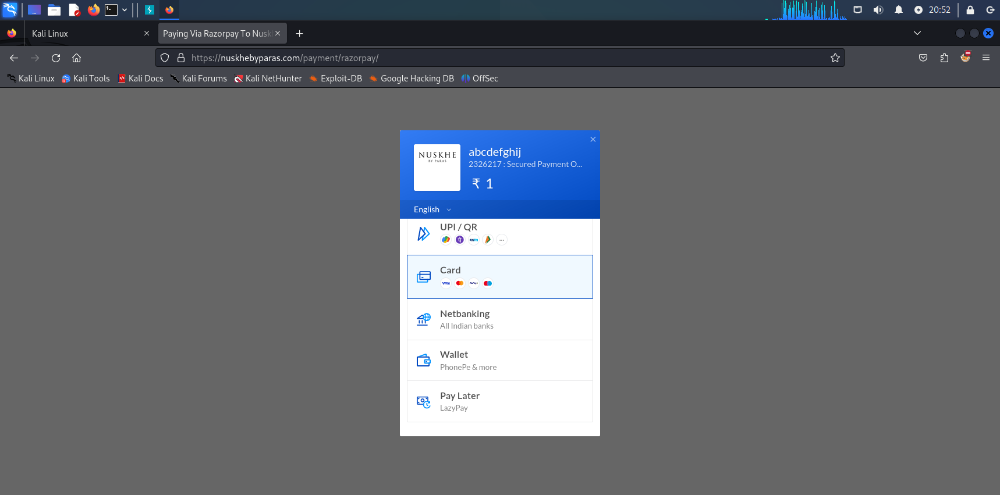 20:52
Kali Linux
Paying Via Razorpay To Nusk
https://nuskhebyparas.com/payment/razorpay/
Kali Linux Kali Tools Kali Docs Kali Forums Kali NetHunter Exploit-DB Google Hacking DB OffSec
NUSKHE
BY PARAS
abcdefghij
2326217 : Secured Payment O...
₹ 1
English
UPI / QR
Card
VISA
Netbanking
All Indian banks
Wallet
PhonePe & more
Pay Later
LazyPay